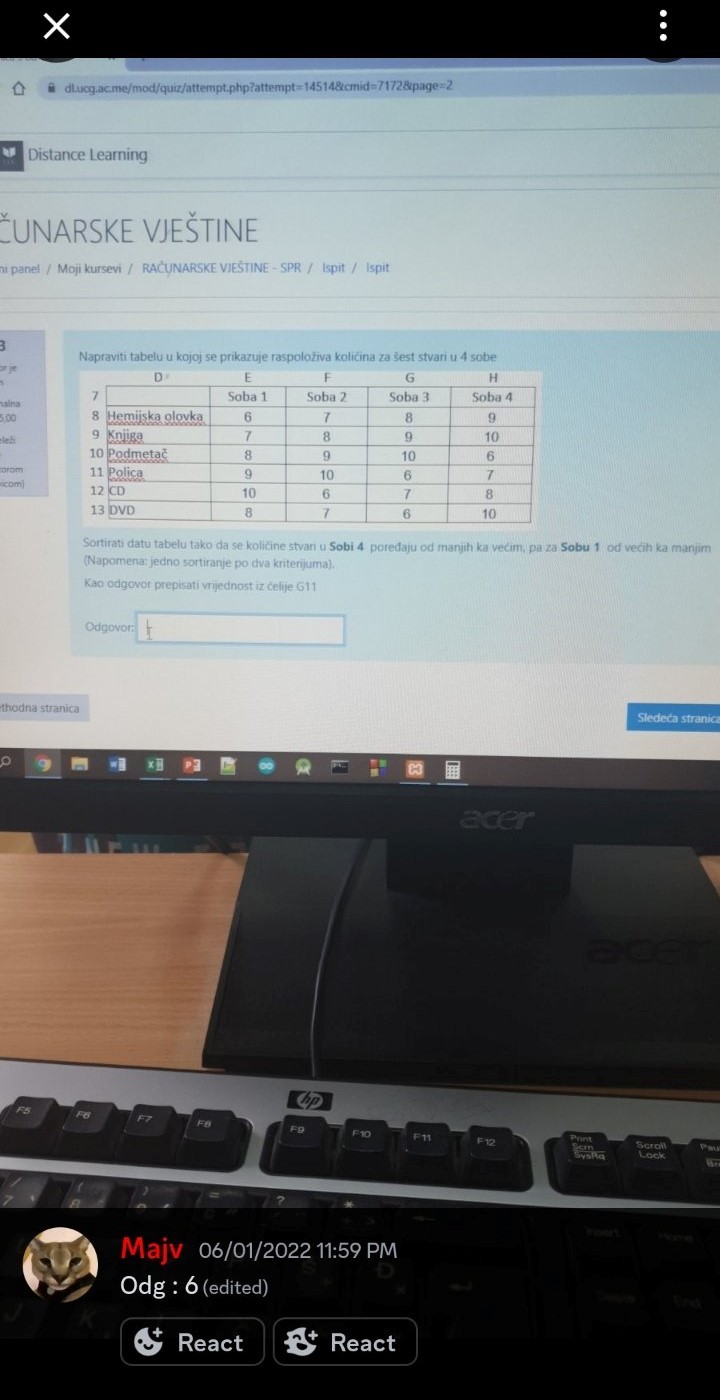 dl.ucg.ac.me/mod/quiz/attempt.php?attempt=14514&cmid=7172&page=2
Distance Learning
ČUNARSKE VJEŠTINE
ni panel / Moji kursevi / RAČUNARSKE VJEŠTINE - SPR / Ispit / Ispit
3
or je
nalna
5,00
eleži
torom
vicom)
Napraviti tabelu u kojoj se prikazuje raspoloživa količina za šest stvari u 4 sobe
D E F G H
7 Soba 1 Soba 2 Soba 3 Soba 4
8 Hemijska olovka 6 7 8 9
9 Knjiga 7 8 9 10
10 Podmetač 8 9 10 6
11 Polica 9 10 6 7
12 CD 10 6 7 8
13 DVD 8 7 6 10
Sortirati datu tabelu tako da se količine stvari u Sobi 4 poređaju od manjih ka većim, pa za Sobu 1 od većih ka manjim
(Napomena: jedno sortiranje po dva kriterijuma).
Kao odgovor prepisati vrijednost iz ćelije G11
Odgovor:
ethodna stranica
Sledeća stranica
acer
acer
hp
F5 F6 F7 F8 F9 F10 F11 F12
Print Scrn SysRq
Scroll Lock
Pau
Majv 06/01/2022 11:59 PM
Odg : 6 (edited)
React React